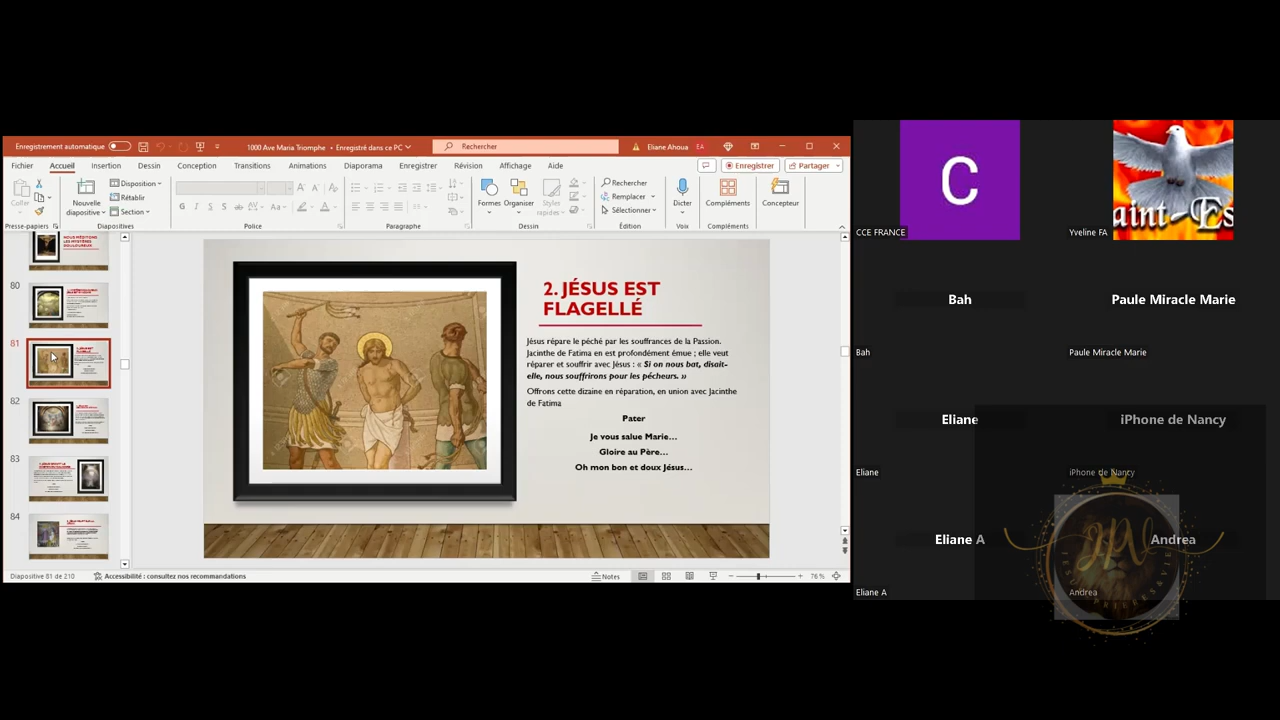 Enregistrement automatique
1000 Ave Maria Triomphe • Enregistré dans ce PC
Rechercher
Eliane Ahoua
EA
Fichier
Accueil
Insertion
Dessin
Conception
Transitions
Animations
Diaporama
Enregistrer
Révision
Affichage
Aide
Enregistrer
Partager
Coller
Nouvelle
diapositive
Disposition
Rétablir
Section
Formes
Organiser
Styles
rapides
Rechercher
Remplacer
Sélectionner
Dicter
Compléments
Concepteur
Presse-papiers
Diapositives
Police
Paragraphe
Dessin
Édition
Voix
Compléments
80
81
82
83
84
2. JÉSUS EST
FLAGELLÉ
Jésus répare le péché par les souffrances de la Passion.
Jacinthe de Fatima en est profondément émue ; elle veut
réparer et souffrir avec Jésus : « Si on nous bat, disait-
elle, nous souffrirons pour les pécheurs. »
Offrons cette dizaine en réparation, en union avec Jacinthe
de Fatima
Pater
Je vous salue Marie…
Gloire au Père…
Oh mon bon et doux Jésus…
Diapositive 81 de 210
Accessibilité : consultez nos recommandations
Notes
76 %
C
CCE FRANCE
aint-Es
Yveline FA
Bah
Bah
Paule Miracle Marie
Paule Miracle Marie
Eliane
Eliane
iPhone de Nancy
iPhone de Nancy
Eliane A
Eliane A
Andrea
Andrea